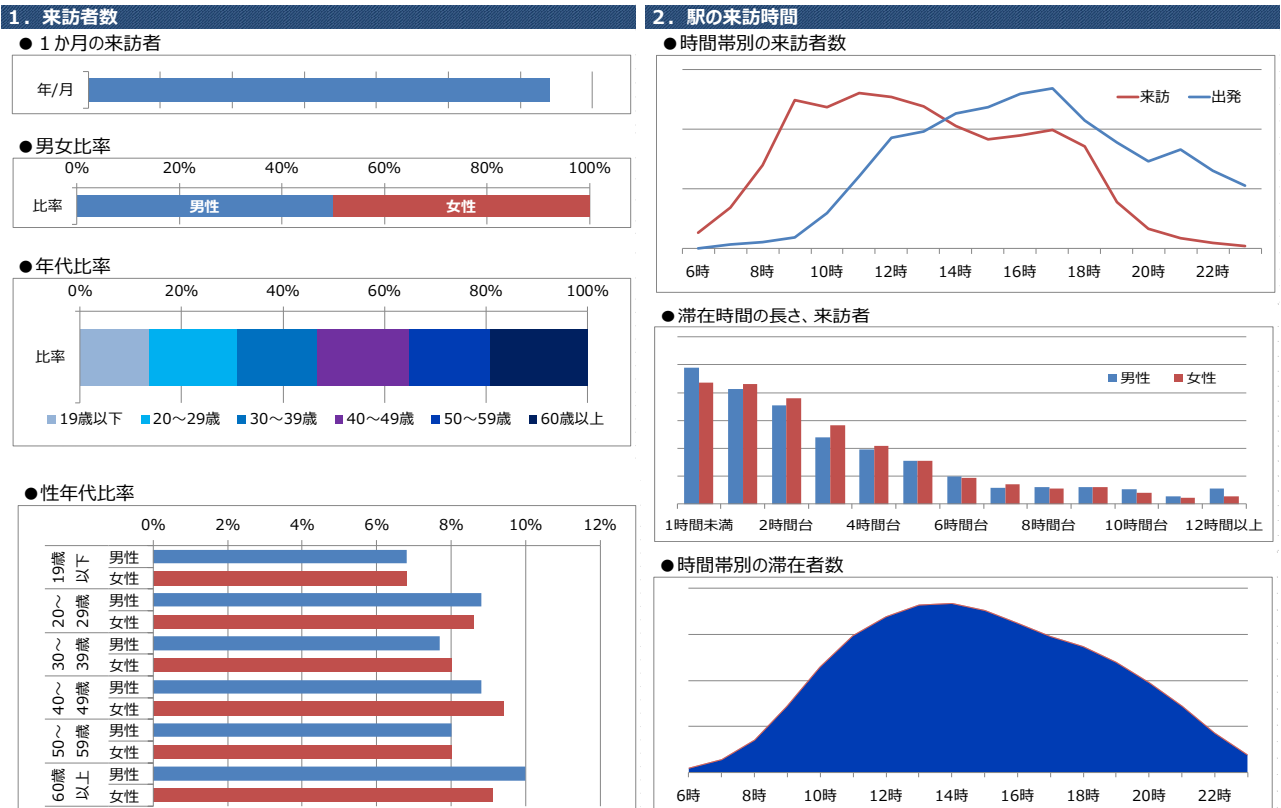 1．来訪者数
●１か月の来訪者
年/月
●男女比率
0% 20% 40% 60% 80% 100%
比率 男性 女性
●年代比率
0% 20% 40% 60% 80% 100%
比率
19歳以下 20～29歳 30～39歳 40～49歳 50～59歳 60歳以上
●性年代比率
0% 2% 4% 6% 8% 10% 12%
19歳以下 男性
女性
20～29歳 男性
女性
30～39歳 男性
女性
40～49歳 男性
女性
50～59歳 男性
女性
60歳以上 男性
女性
2．駅の来訪時間
●時間帯別の来訪者数
来訪 出発
6時 8時 10時 12時 14時 16時 18時 20時 22時
●滞在時間の長さ、来訪者
男性 女性
1時間未満 2時間台 4時間台 6時間台 8時間台 10時間台 12時間以上
●時間帯別の滞在者数
6時 8時 10時 12時 14時 16時 18時 20時 22時